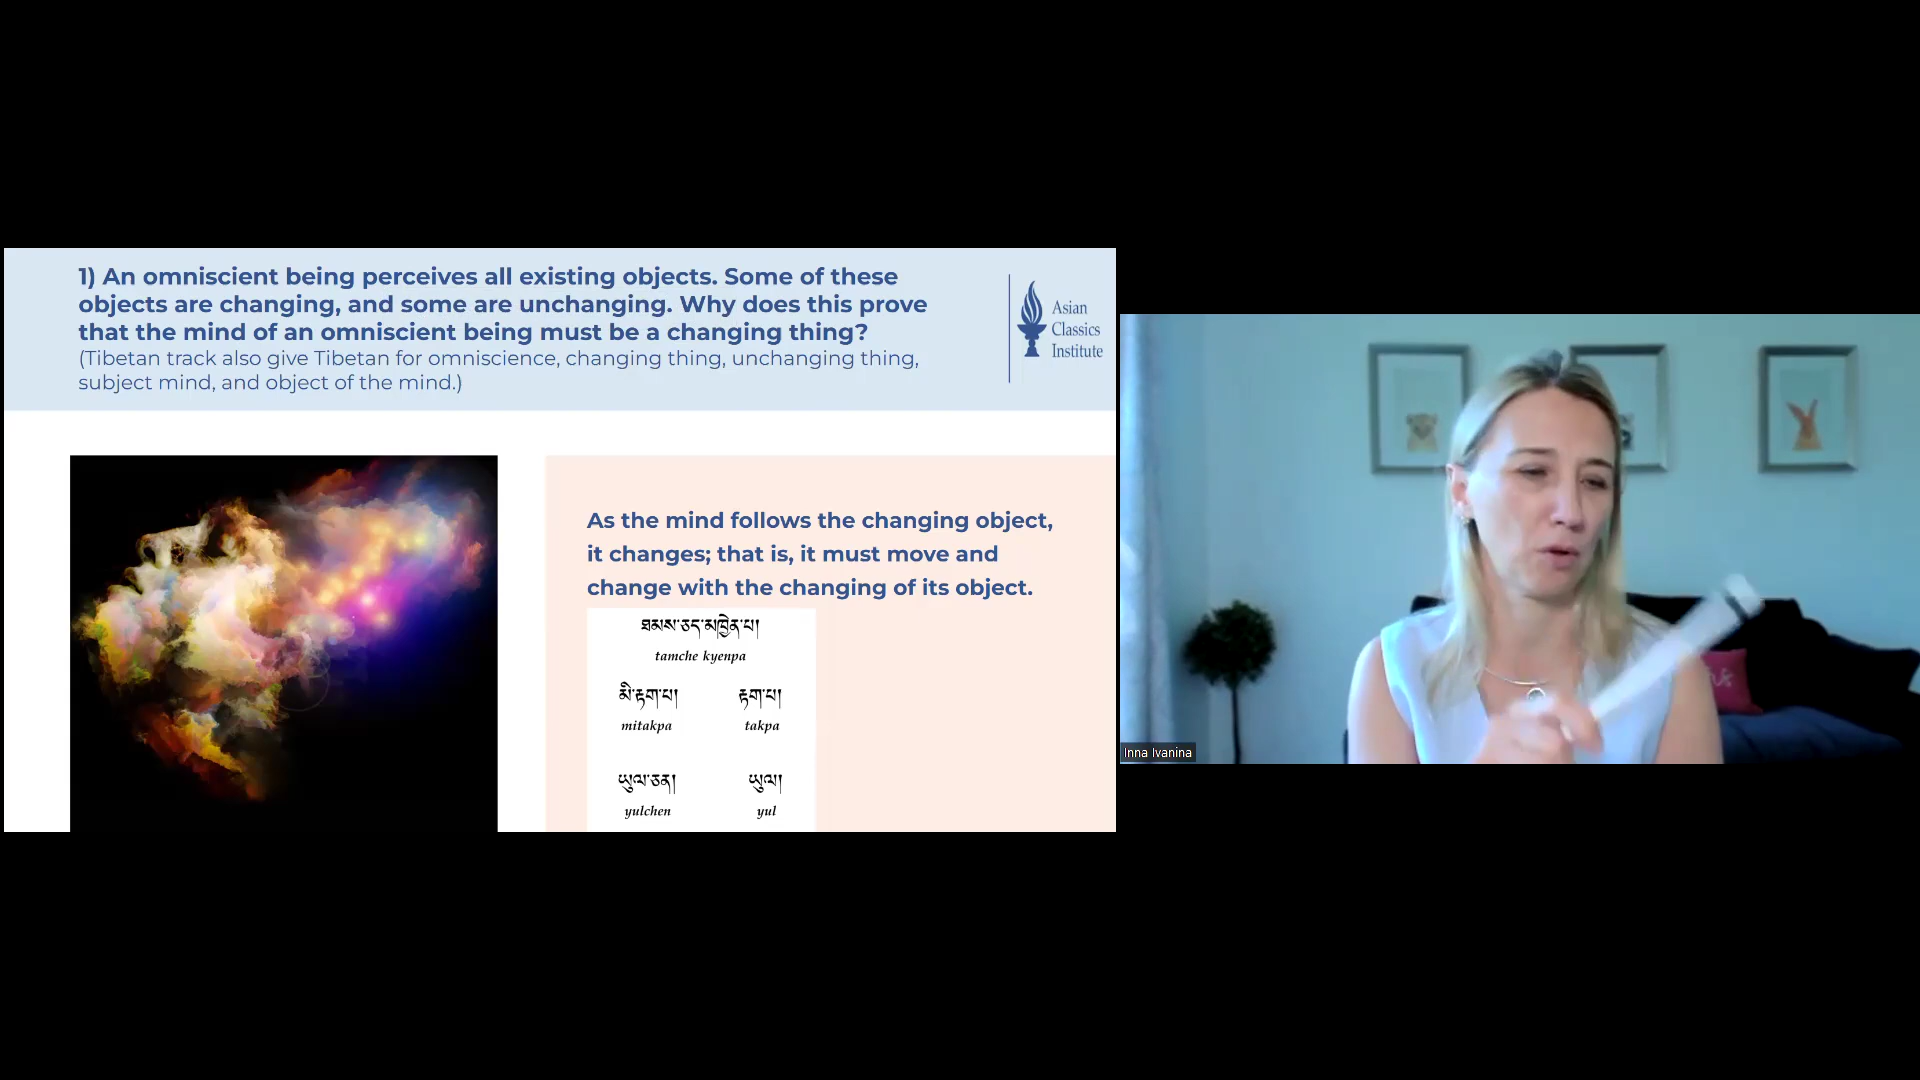 1) An omniscient being perceives all existing objects. Some of these
objects are changing, and some are unchanging. Why does this prove
that the mind of an omniscient being must be a changing thing?
(Tibetan track also give Tibetan for omniscience, changing thing, unchanging thing,
subject mind, and object of the mind.)
Asian
Classics
Institute
As the mind follows the changing object,
it changes; that is, it must move and
change with the changing of its object.
ཐམས་ཅད་མཁྱེན་པ།
tamche kyenpa
མི་རྟག་པ། རྟག་པ།
mitakpa takpa
ཡུལ་ཅན། ཡུལ།
yulchen yul
Inna Ivanina